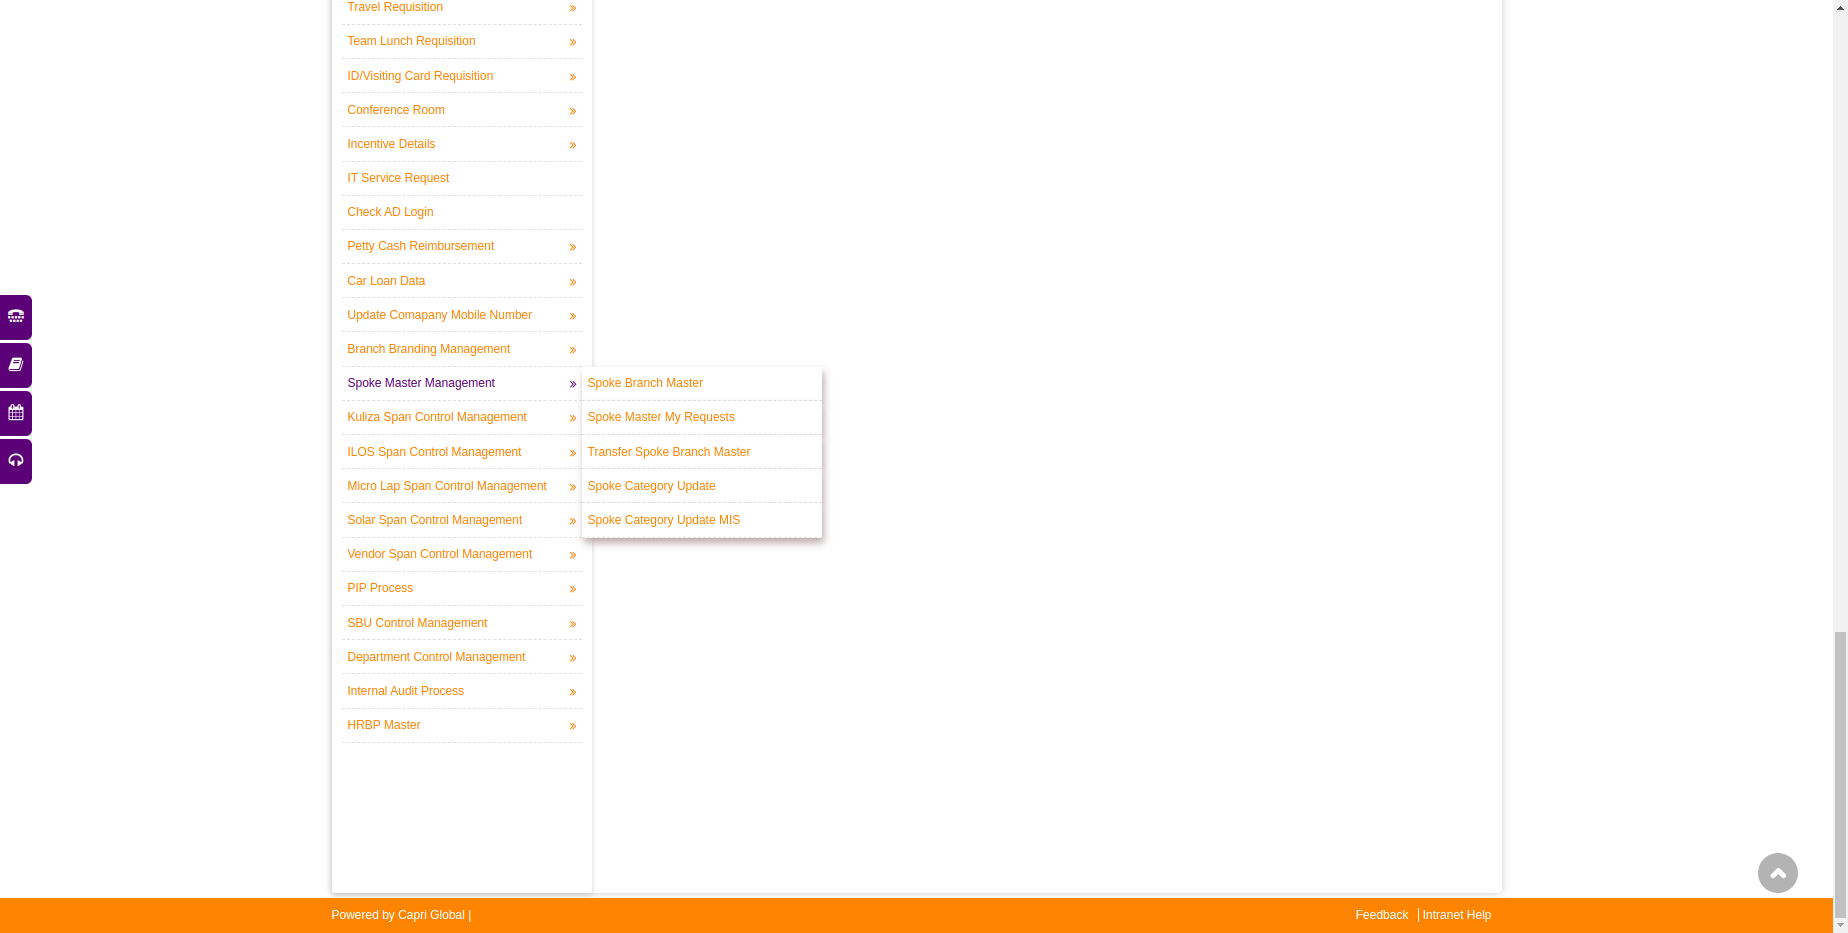 Travel Requisition
Team Lunch Requisition
ID/Visiting Card Requisition
Conference Room
Incentive Details
IT Service Request
Check AD Login
Petty Cash Reimbursement
Car Loan Data
Update Comapany Mobile Number
Branch Branding Management
Spoke Master Management
Kuliza Span Control Management
ILOS Span Control Management
Micro Lap Span Control Management
Solar Span Control Management
Vendor Span Control Management
PIP Process
SBU Control Management
Department Control Management
Internal Audit Process
HRBP Master
Spoke Branch Master
Spoke Master My Requests
Transfer Spoke Branch Master
Spoke Category Update
Spoke Category Update MIS
Powered by Capri Global |
Feedback | Intranet Help